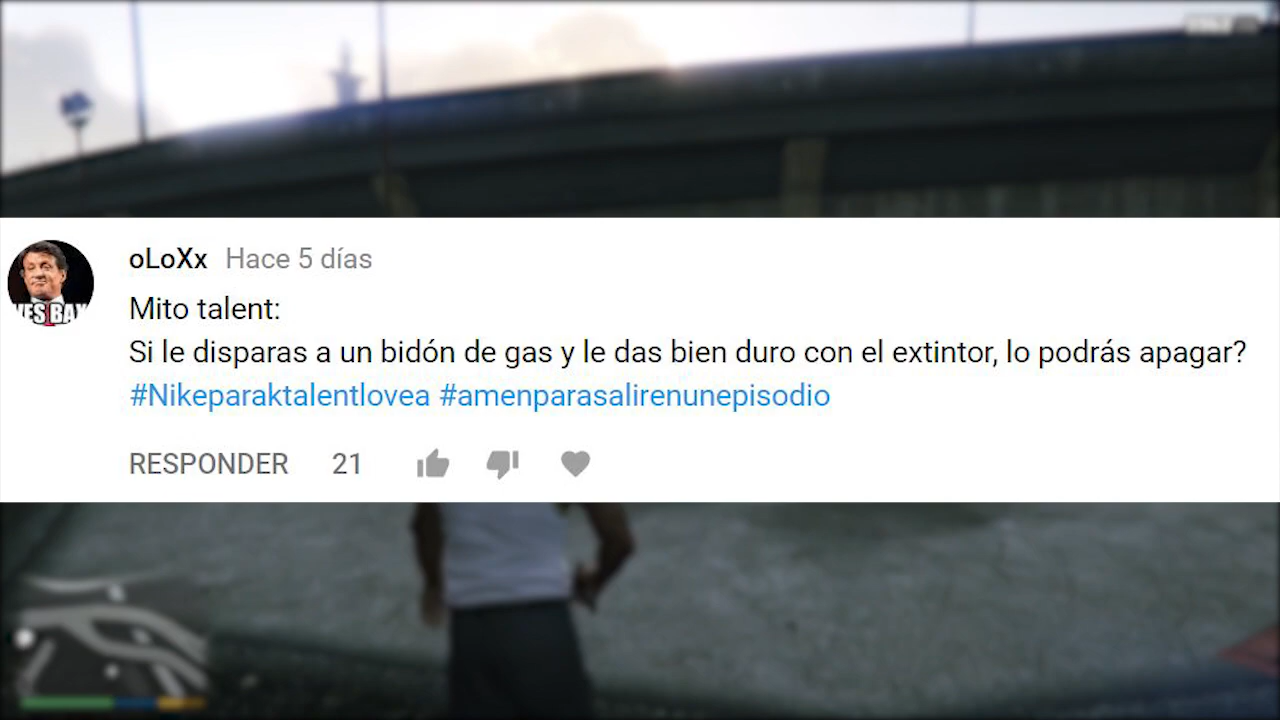 oLoXx Hace 5 días
Mito talent:
Si le disparas a un bidón de gas y le das bien duro con el extintor, lo podrás apagar?
#Nikeparaktalentlovea #amenparasalirenunepisodio
RESPONDER 21